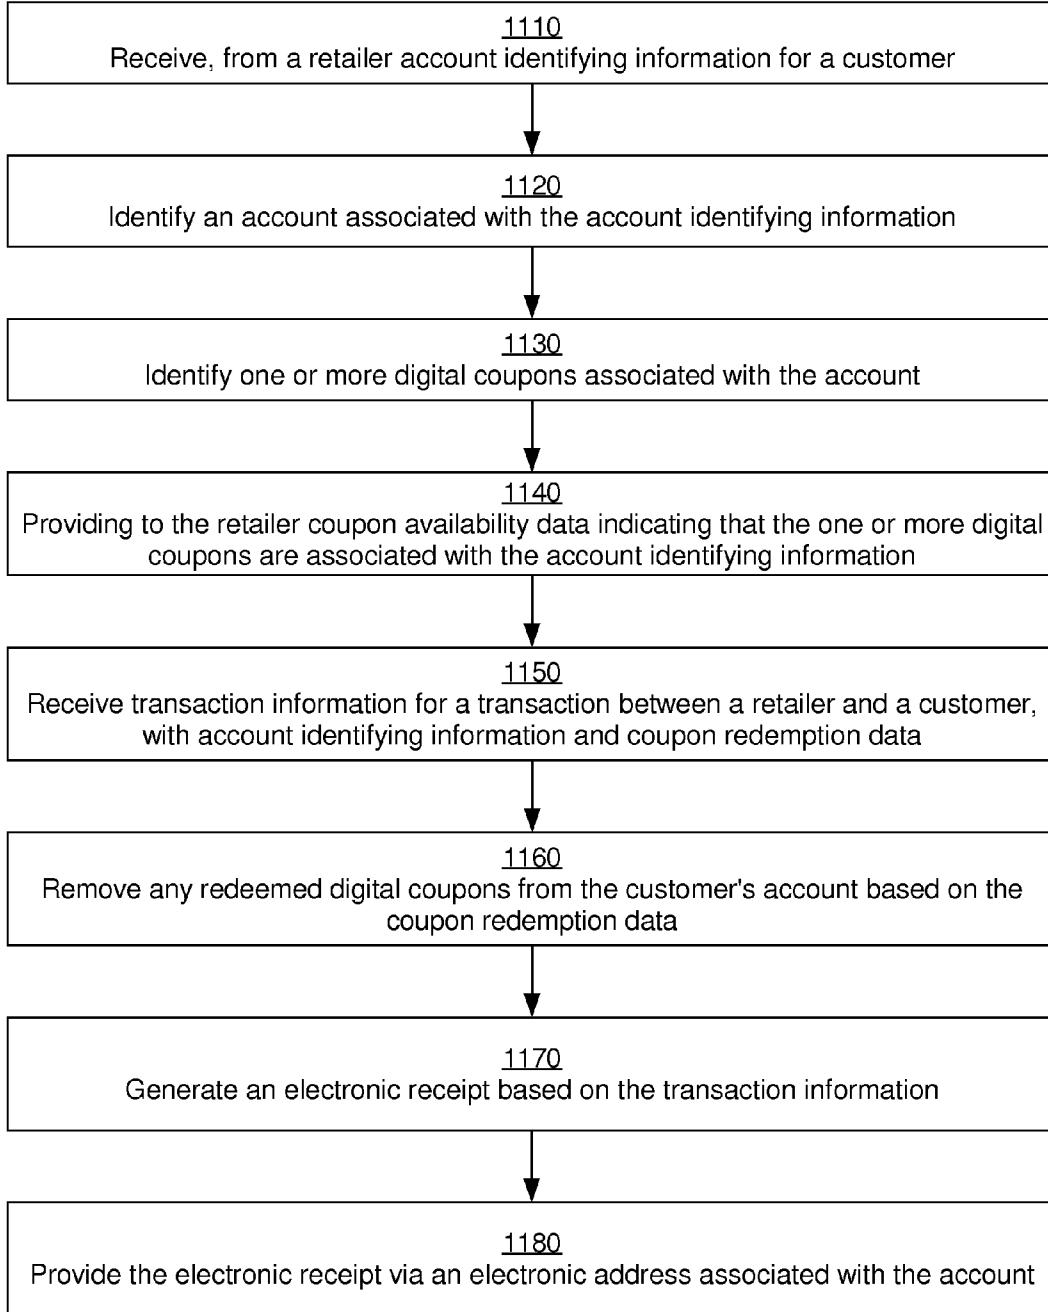 1110
Receive, from a retailer account identifying information for a customer
1120
Identify an account associated with the account identifying information
1130
Identify one or more digital coupons associated with the account
1140
Providing to the retailer coupon availability data indicating that the one or more digital
coupons are associated with the account identifying information
1150
Receive transaction information for a transaction between a retailer and a customer,
with account identifying information and coupon redemption data
1160
Remove any redeemed digital coupons from the customer's account based on the
coupon redemption data
1170
Generate an electronic receipt based on the transaction information
1180
Provide the electronic receipt via an electronic address associated with the account